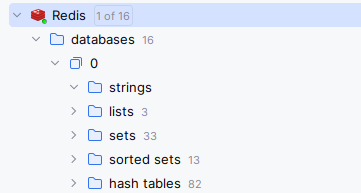 Redis 1 of 16
databases 16
0
strings
lists 3
sets 33
sorted sets 13
hash tables 82